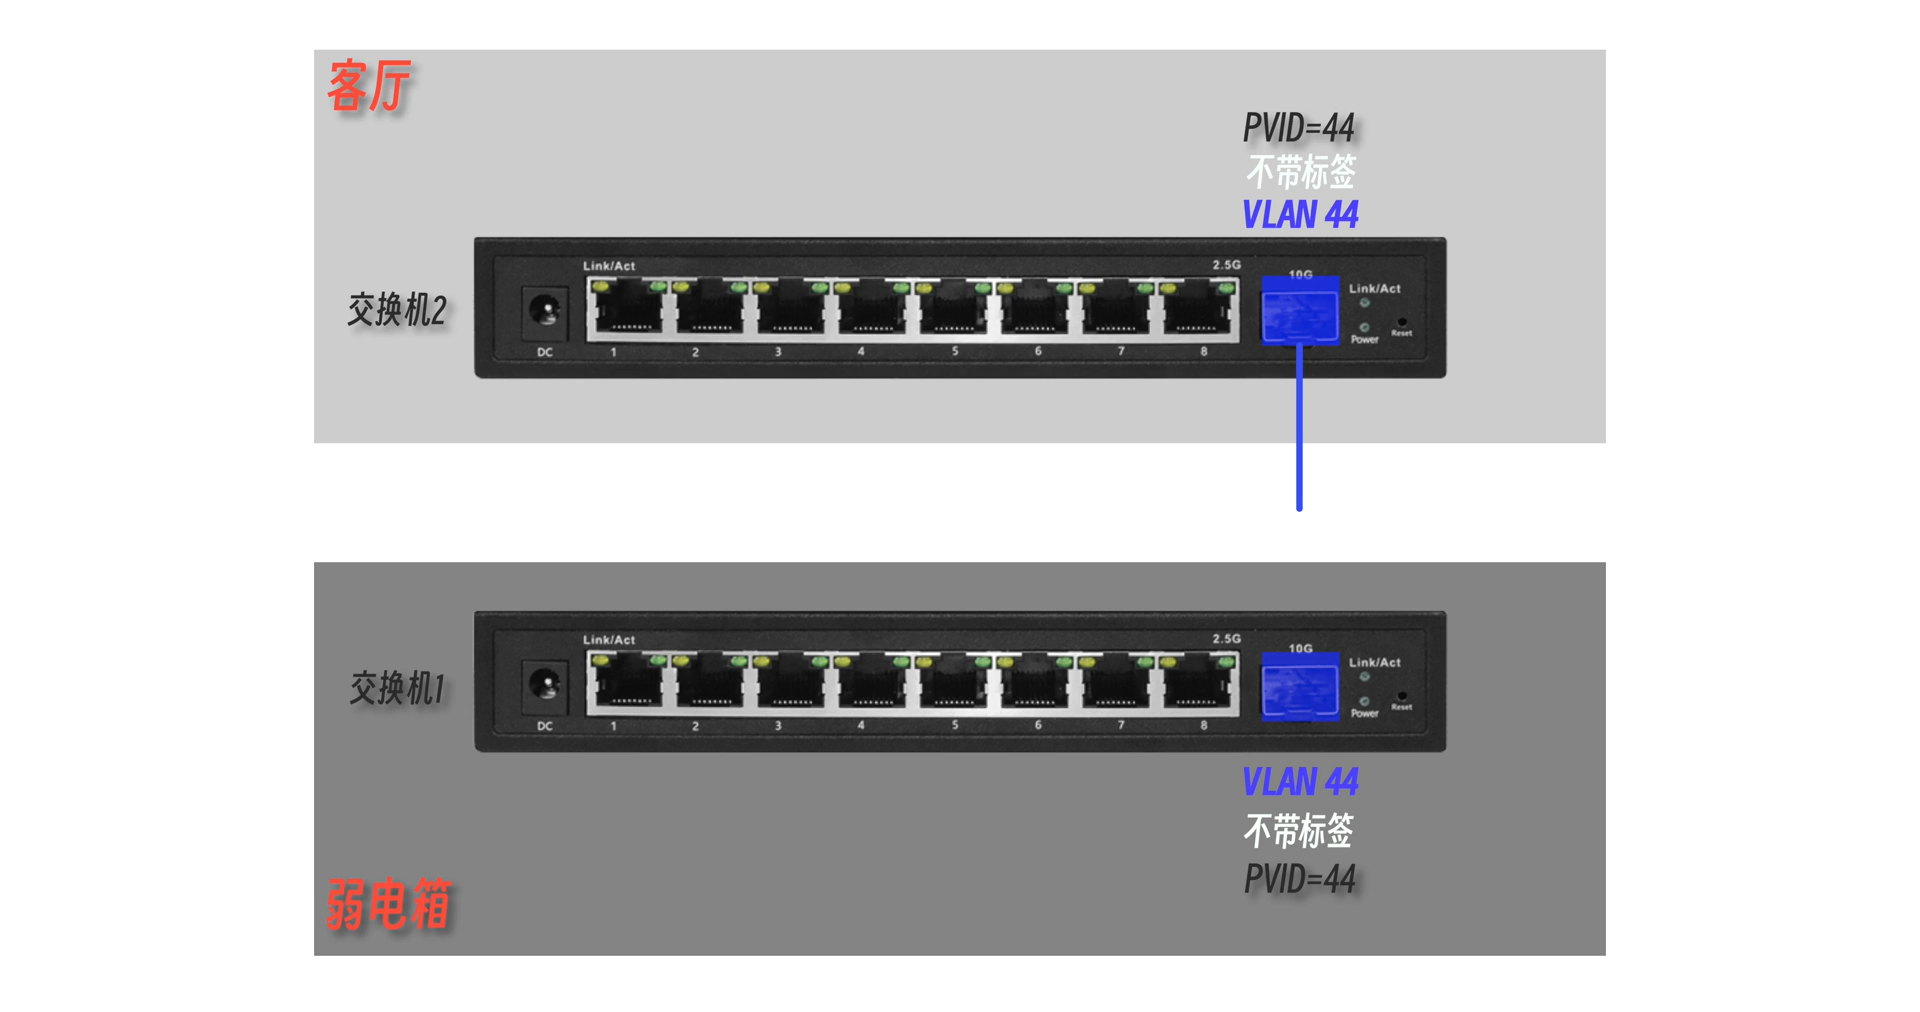 客厅
PVID=44
不带标签
VLAN 44
交换机2
Link/Act
2.5G
10G
Link/Act
DC
1 2 3 4 5 6 7 8
Power
Reset
交换机1
Link/Act
2.5G
10G
Link/Act
DC
1 2 3 4 5 6 7 8
Power
Reset
VLAN 44
不带标签
PVID=44
弱电箱